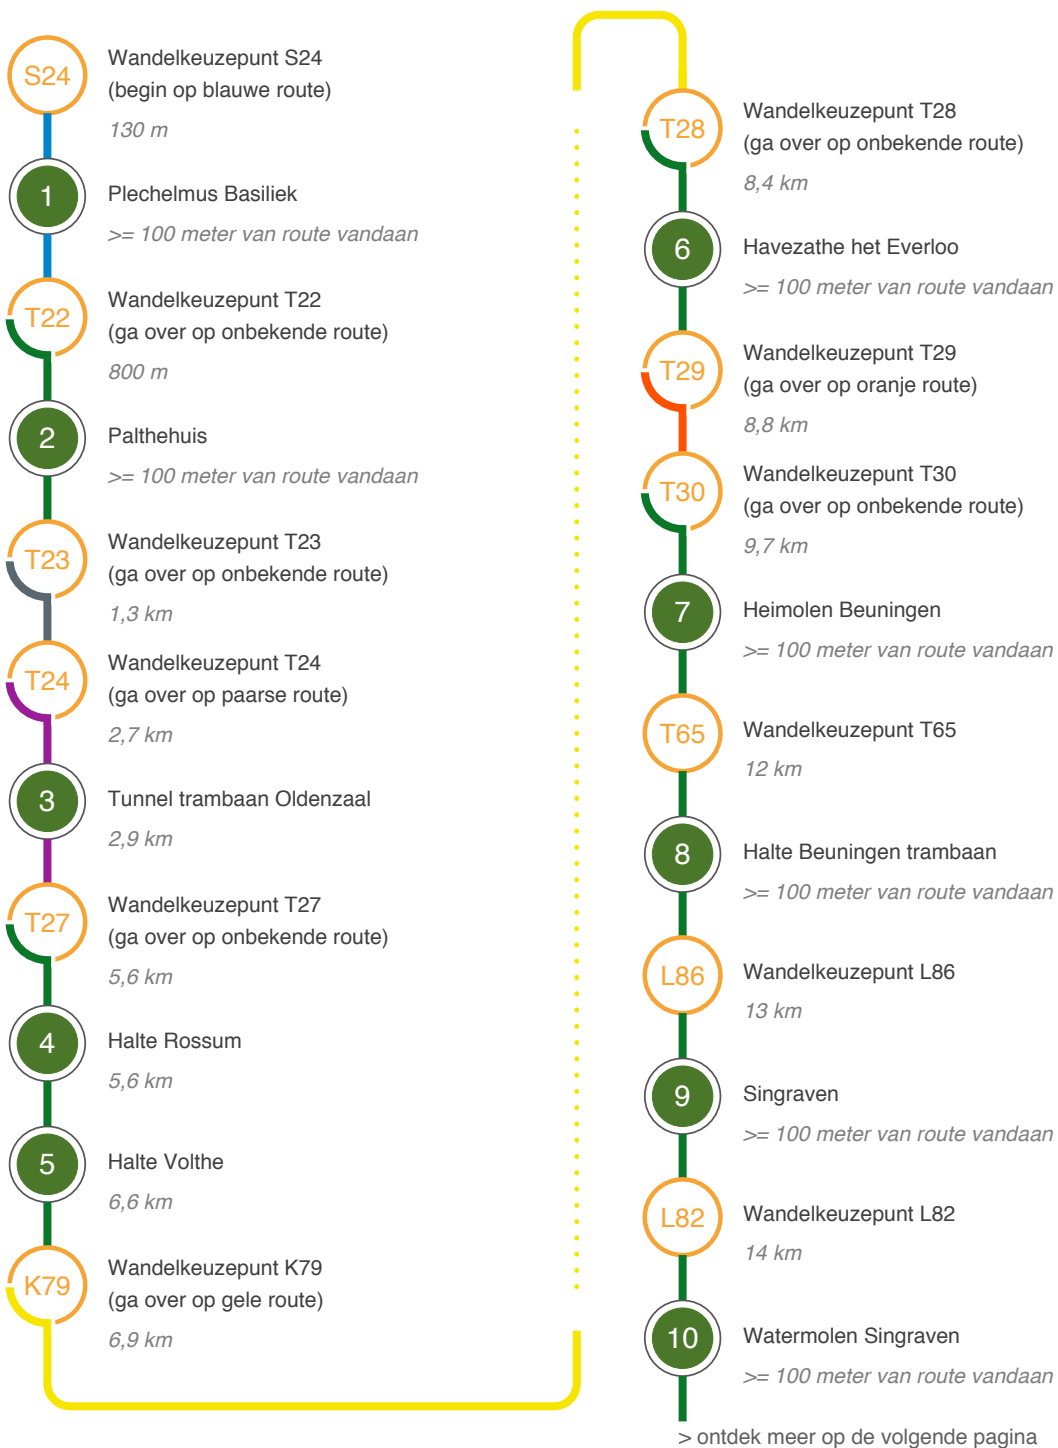 S24
Wandelkeuzepunt S24
(begin op blauwe route)
130 m
1
Plechelmus Basiliek
>= 100 meter van route vandaan
T22
Wandelkeuzepunt T22
(ga over op onbekende route)
800 m
2
Palthehuis
>= 100 meter van route vandaan
T23
Wandelkeuzepunt T23
(ga over op onbekende route)
1,3 km
T24
Wandelkeuzepunt T24
(ga over op paarse route)
2,7 km
3
Tunnel trambaan Oldenzaal
2,9 km
T27
Wandelkeuzepunt T27
(ga over op onbekende route)
5,6 km
4
Halte Rossum
5,6 km
5
Halte Volthe
6,6 km
K79
Wandelkeuzepunt K79
(ga over op gele route)
6,9 km
T28
Wandelkeuzepunt T28
(ga over op onbekende route)
8,4 km
6
Havezathe het Everloo
>= 100 meter van route vandaan
T29
Wandelkeuzepunt T29
(ga over op oranje route)
8,8 km
T30
Wandelkeuzepunt T30
(ga over op onbekende route)
9,7 km
7
Heimolen Beuningen
>= 100 meter van route vandaan
T65
Wandelkeuzepunt T65
12 km
8
Halte Beuningen trambaan
>= 100 meter van route vandaan
L86
Wandelkeuzepunt L86
13 km
9
Singraven
>= 100 meter van route vandaan
L82
Wandelkeuzepunt L82
14 km
10
Watermolen Singraven
>= 100 meter van route vandaan
> ontdek meer op de volgende pagina